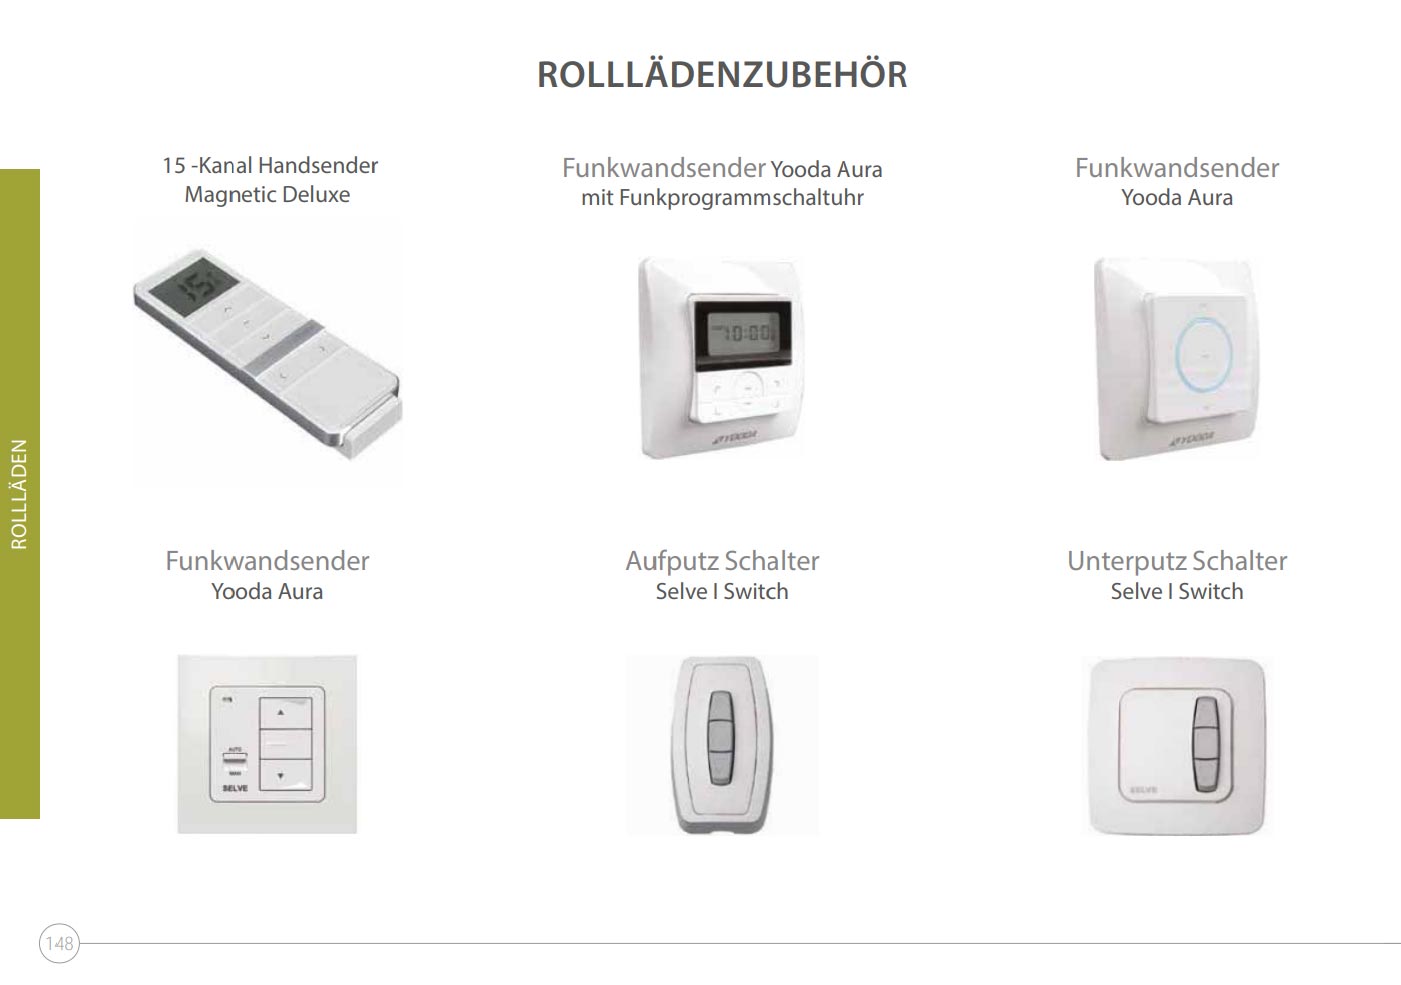 ROLLLÄDENZUBEHÖR
15 -Kanal Handsender
Magnetic Deluxe
Funkwandsender Yooda Aura
mit Funkprogrammschaltuhr
Funkwandsender
Yooda Aura
15
10:00
YOODA
YOODA
ROLLLÄDEN
Funkwandsender
Yooda Aura
Aufputz Schalter
Selve I Switch
Unterputz Schalter
Selve I Switch
AUTO
MAN
SELVE
SELVE
148